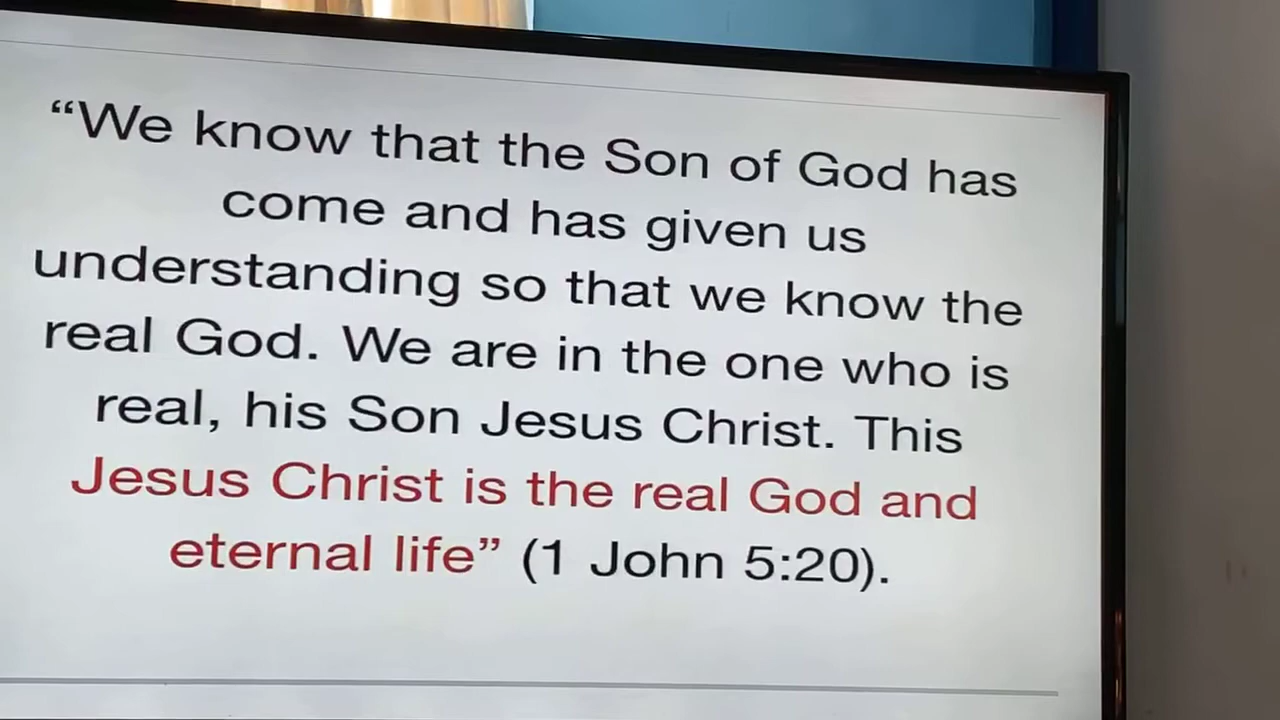 “We know that the Son of God has
come and has given us
understanding so that we know the
real God. We are in the one who is
real, his Son Jesus Christ. This
Jesus Christ is the real God and
eternal life” (1 John 5:20).